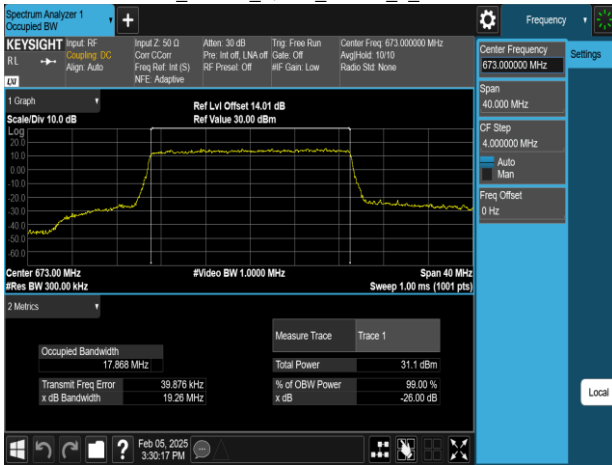 Spectrum Analyzer 1
Occupied BW
Frequency
KEYSIGHT
RL
LXI
Input: RF
Coupling: DC
Align: Auto
Input Z: 50 Ω
Corr CCorr
Freq Ref: Int (S)
NFE: Adaptive
Atten: 30 dB
Pre: Int off, LNA off
RF Presel: Off
Trig: Free Run
Gate: Off
#IF Gain: Low
Center Freq: 673.000000 MHz
Avg|Hold: 10/10
Radio Std: None
Center Frequency
673.000000 MHz
Settings
Span
40.000 MHz
CF Step
4.000000 MHz
Auto
Man
Freq Offset
0 Hz
Local
1 Graph
Scale/Div 10.0 dB
Ref Lvl Offset 14.01 dB
Ref Value 30.00 dBm
Log
20.0
10.0
0.00
-10.0
-20.0
-30.0
-40.0
-50.0
-60.0
Center 673.00 MHz
#Video BW 1.0000 MHz
Span 40 MHz
#Res BW 300.00 kHz
Sweep 1.00 ms (1001 pts)
2 Metrics
Measure Trace Trace 1
Occupied Bandwidth
17.868 MHz
Total Power 31.1 dBm
Transmit Freq Error 39.876 kHz
% of OBW Power 99.00 %
x dB Bandwidth 19.26 MHz
x dB -26.00 dB
?
Feb 05, 2025
3:30:17 PM